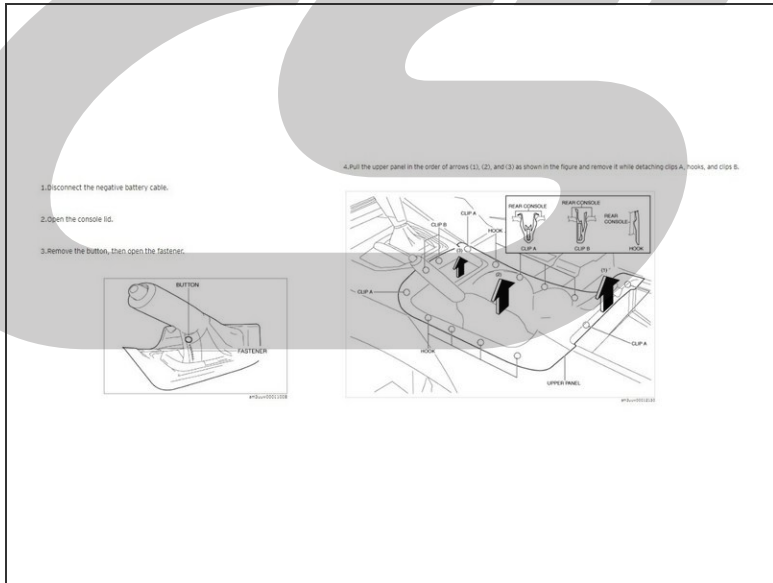 1.Disconnect the negative battery cable.
2.Open the console lid.
3.Remove the button, then open the fastener.
BUTTON
FASTENER
4.Pull the upper panel in the order of arrows (1), (2), and (3) as shown in the figure and remove it while detaching clips A, hooks, and clips B.
REAR CONSOLE
REAR CONSOLE
REAR CONSOLE
CLIP A
CLIP B
HOOK
CLIP A
CLIP B
HOOK
(3)
(2)
(1)
CLIP A
HOOK
CLIP A
UPPER PANEL